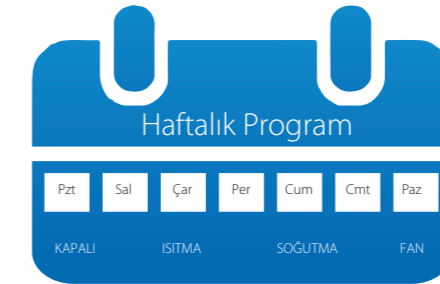 Haftalık Program
Pzt Sal Çar Per Cum Cmt Paz
KAPALI ISITMA SOĞUTMA FAN